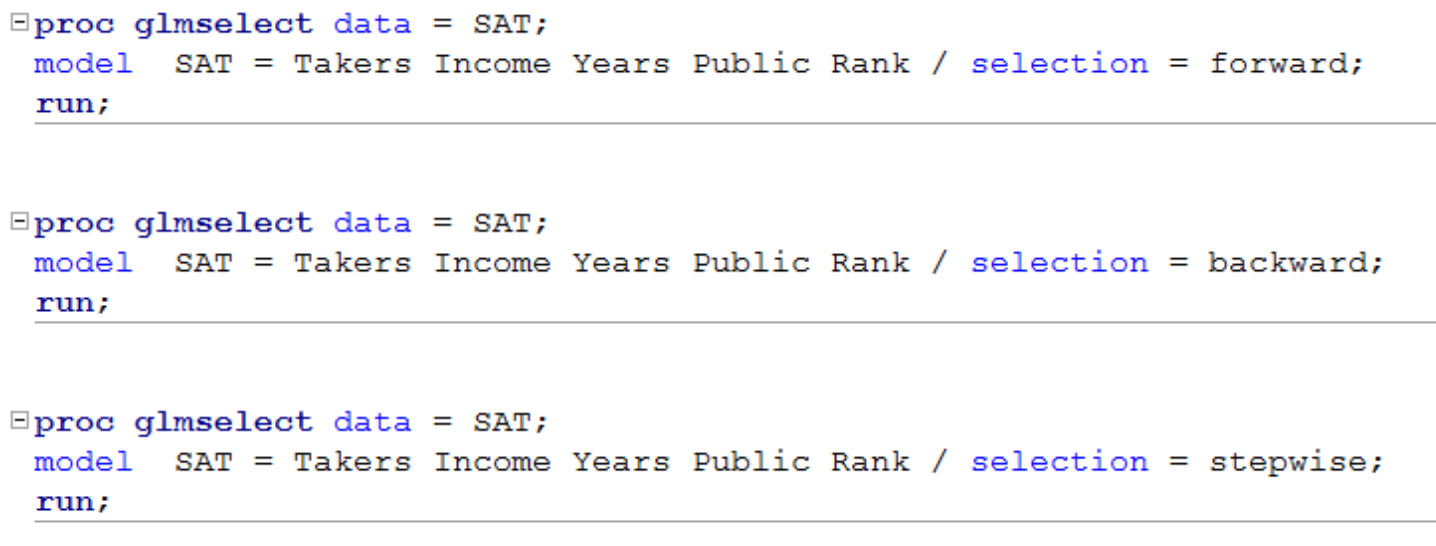 proc glmselect data = SAT;
model  SAT = Takers Income Years Public Rank / selection = forward;
run;
proc glmselect data = SAT;
model  SAT = Takers Income Years Public Rank / selection = backward;
run;
proc glmselect data = SAT;
model  SAT = Takers Income Years Public Rank / selection = stepwise;
run;